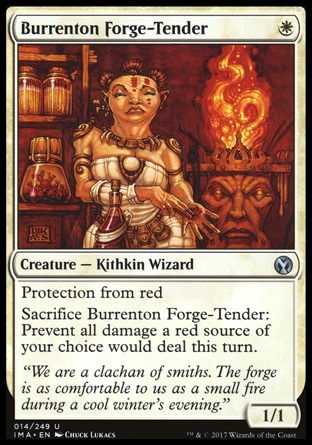 Burrenton Forge-Tender
Creature — Kithkin Wizard
Protection from red
Sacrifice Burrenton Forge-Tender:
Prevent all damage a red source of
your choice would deal this turn.
"We are a clachan of smiths. The forge
is as comfortable to us as a small fire
during a cool winter's evening."
1/1
014/249 U
IMA • EN Chuck Lukacs
™ & © 2017 Wizards of the Coast